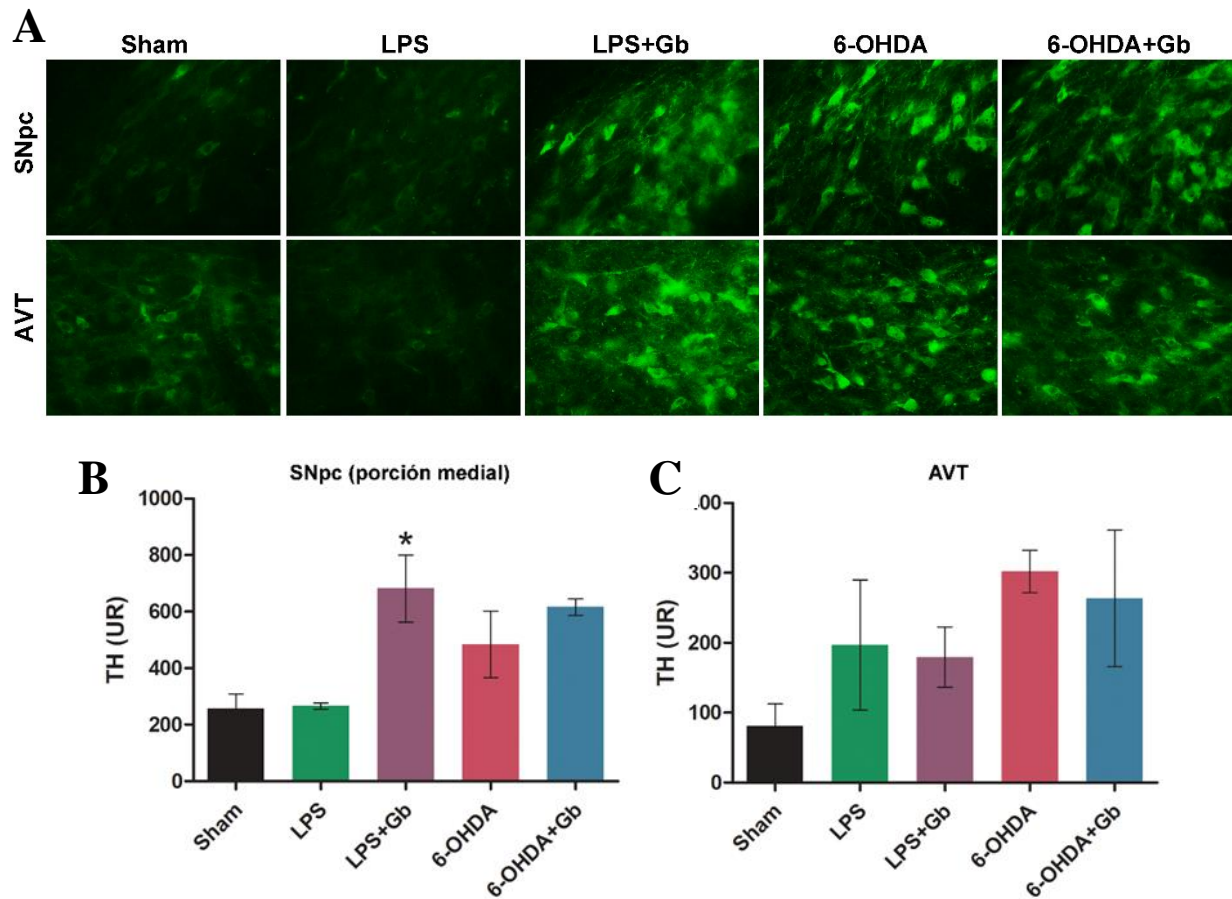 A
Sham LPS LPS+Gb 6-OHDA 6-OHDA+Gb
SNpc
AVT
B
SNpc (porción medial)
1000
800
600
400
200
0
TH (UR)
*
Sham
LPS
LPS+Gb
6-OHDA
6-OHDA+Gb
C
AVT
00
300
200
100
0
TH (UR)
Sham
LPS
LPS+Gb
6-OHDA
6-OHDA+Gb